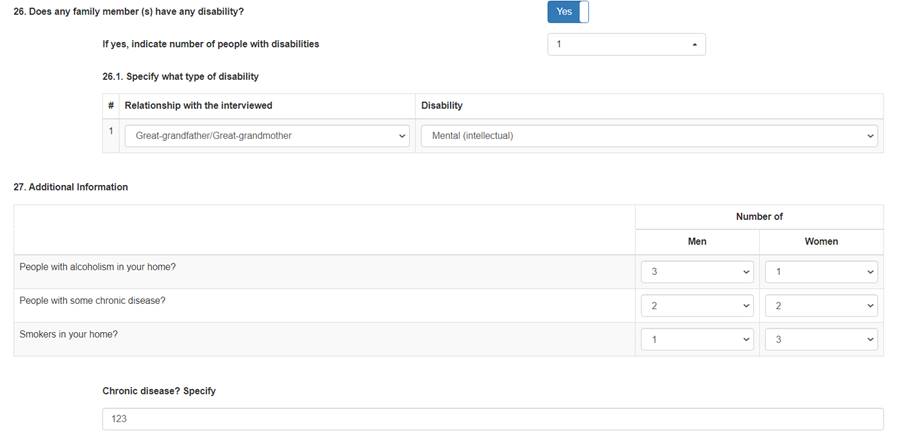 26. Does any family member (s) have any disability? Yes
If yes, indicate number of people with disabilities 1
26.1. Specify what type of disability
# Relationship with the interviewed Disability
1 Great-grandfather/Great-grandmother Mental (intellectual)
27. Additional Information
Number of
Men Women
People with alcoholism in your home? 3 1
People with some chronic disease? 2 2
Smokers in your home? 1 3
Chronic disease? Specify
123